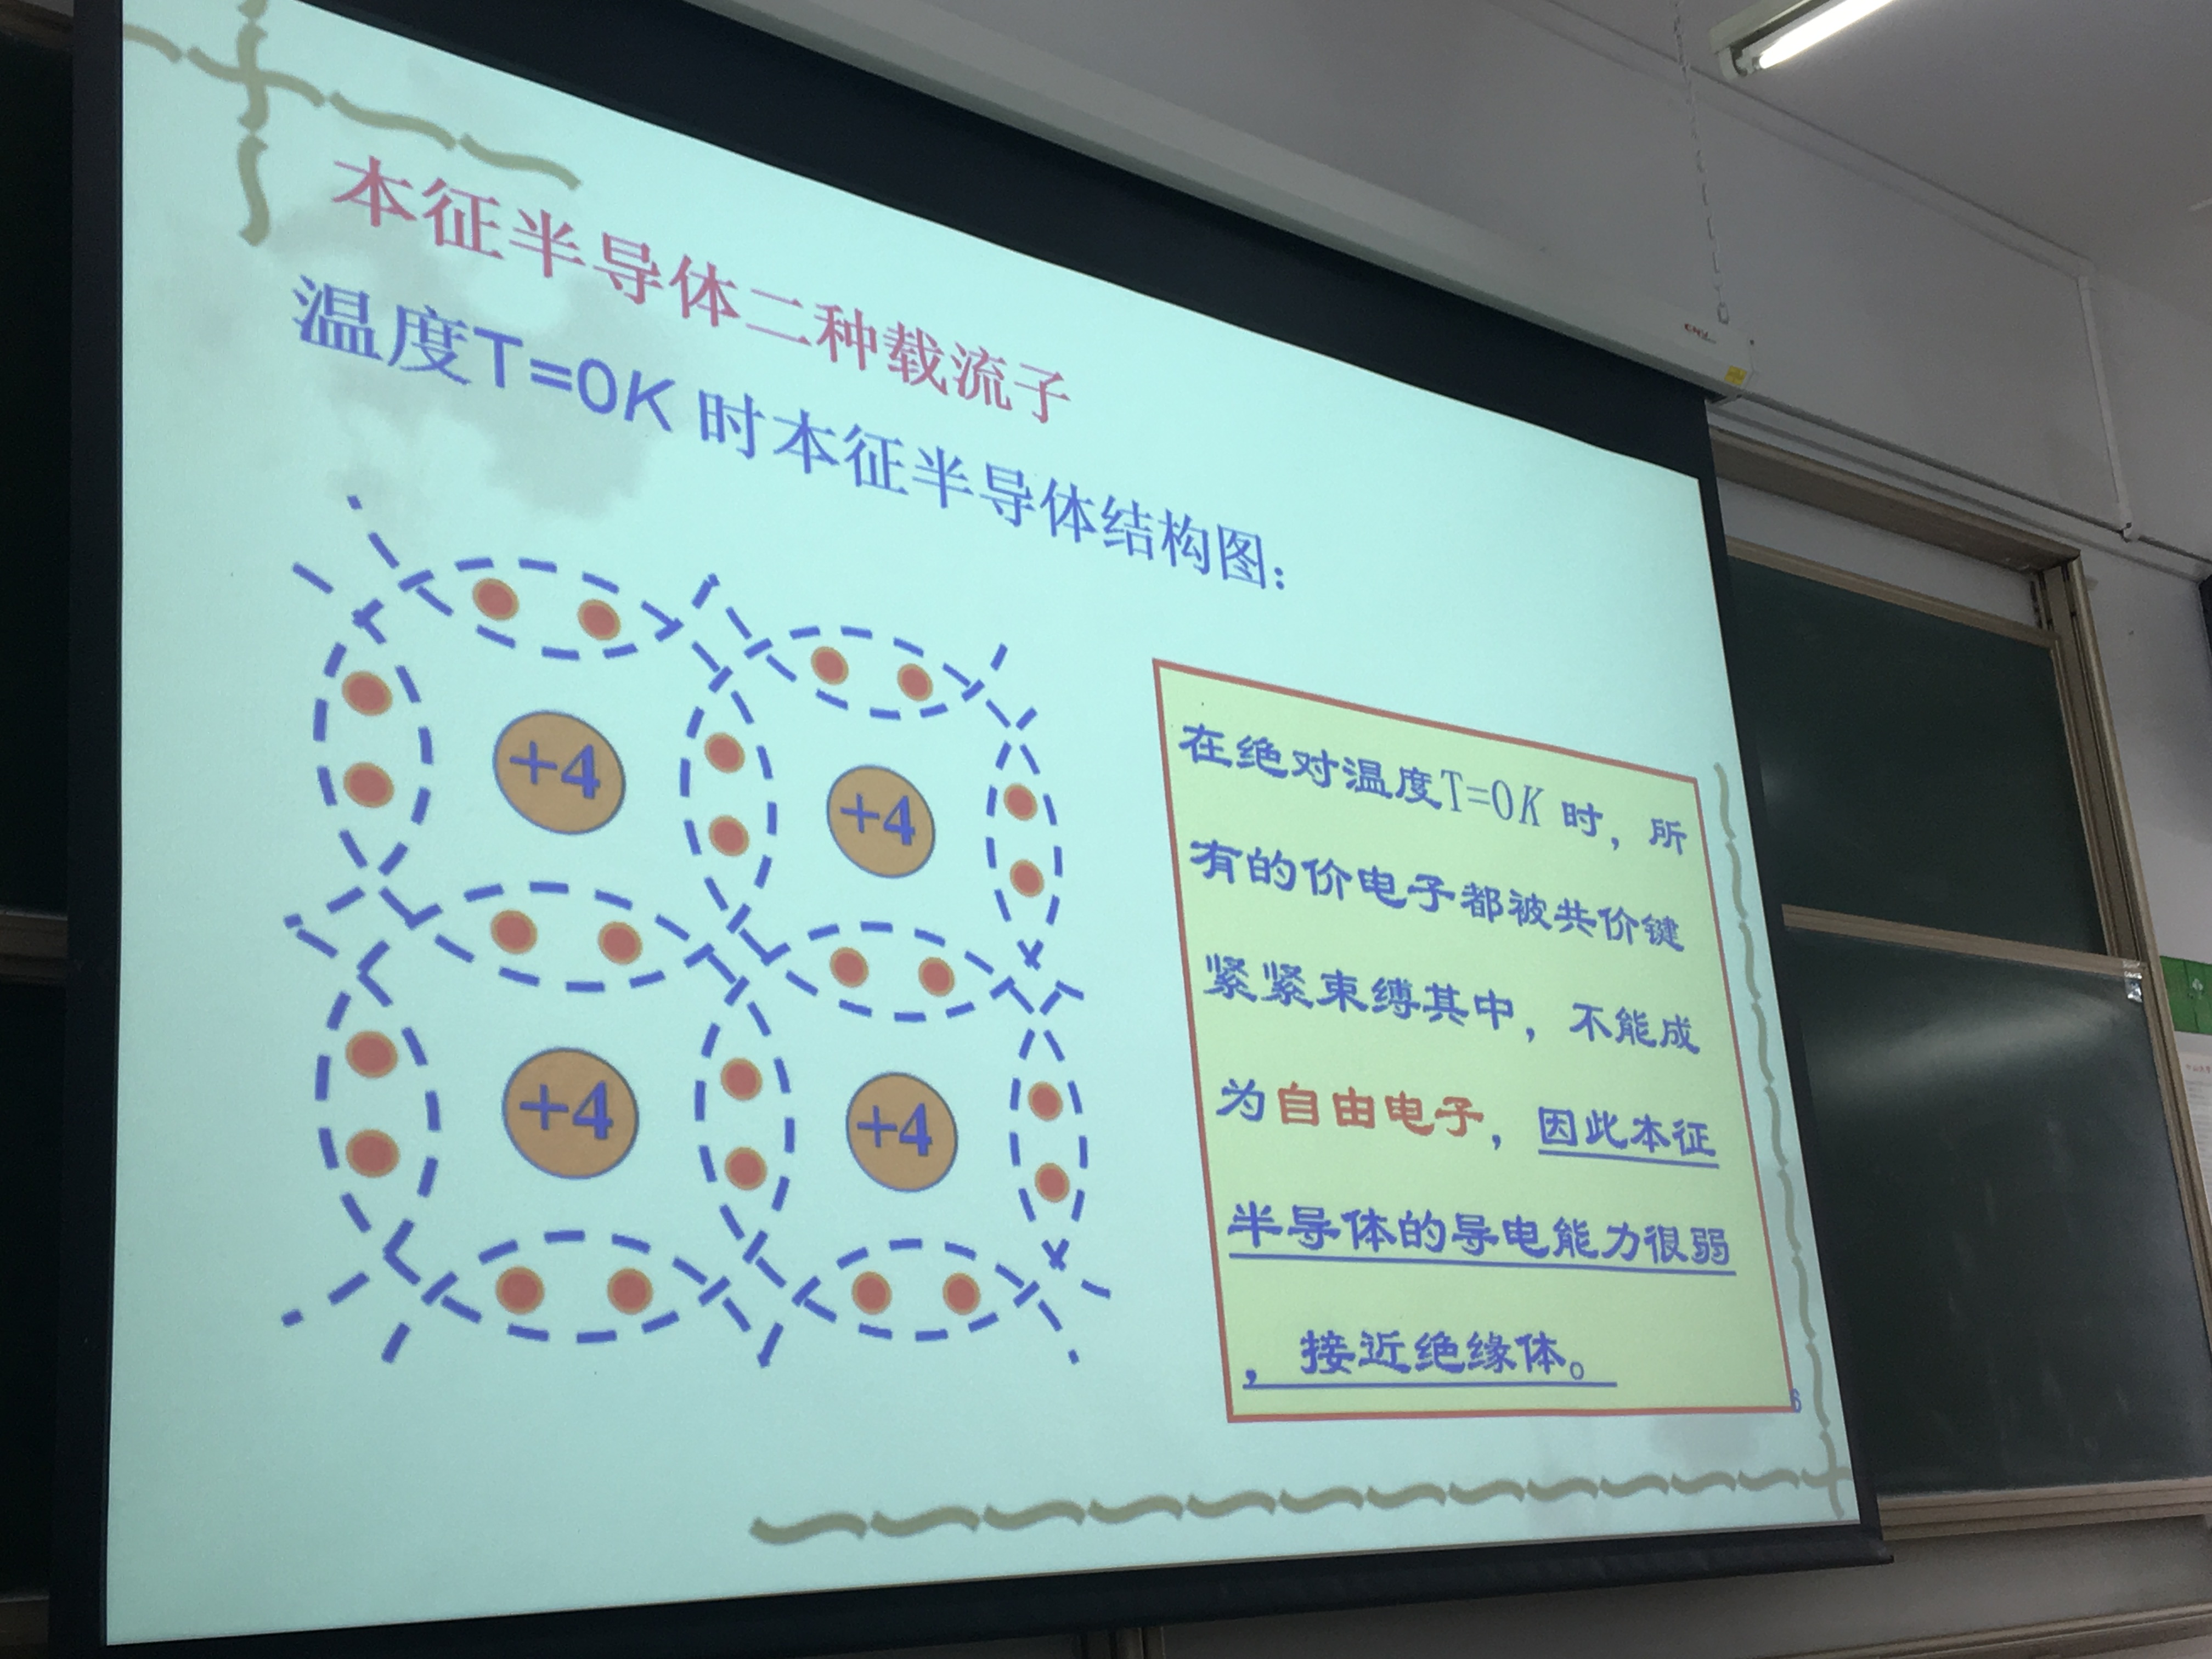 本征半导体二种载流子
温度T=0K 时本征半导体结构图：
+4
+4
+4
+4
在绝对温度T=0K 时，所
有的价电子都被共价键
紧紧束缚其中，不能成
为自由电子，因此本征
半导体的导电能力很弱
，接近绝缘体。
6